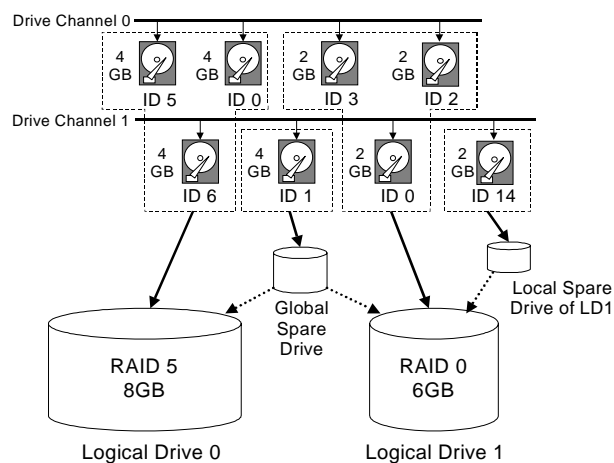 Drive Channel 0
4 GB
4 GB
2 GB
2 GB
ID 5
ID 0
ID 3
ID 2
Drive Channel 1
4 GB
4 GB
2 GB
2 GB
ID 6
ID 1
ID 0
ID 14
Global
Spare
Drive
Local Spare
Drive of LD1
RAID 5
8GB
RAID 0
6GB
Logical Drive 0
Logical Drive 1